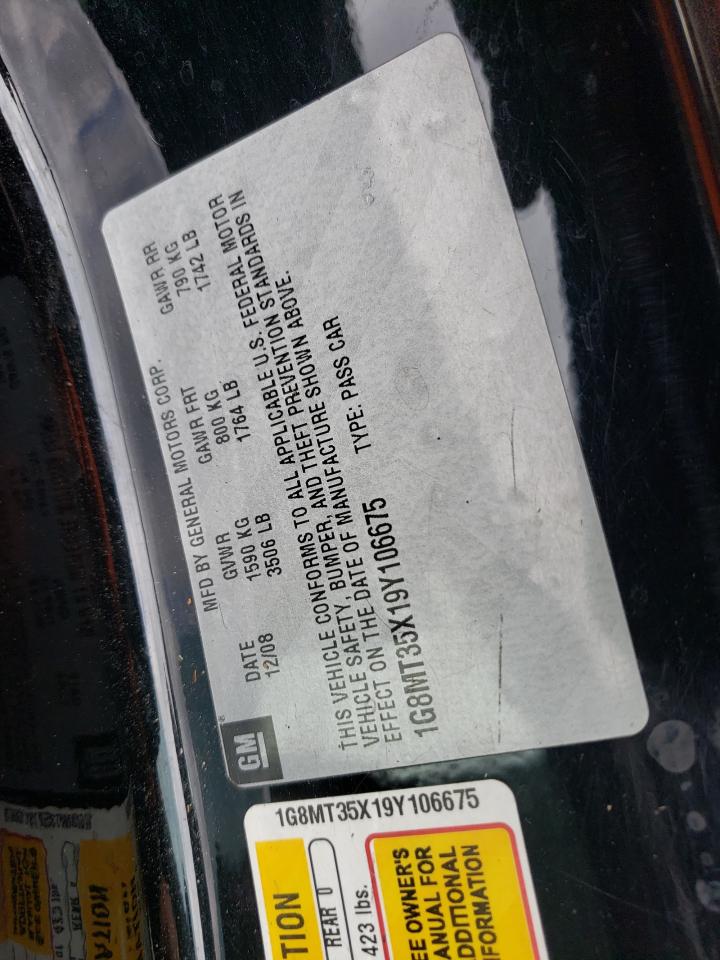 GM
MFD BY GENERAL MOTORS CORP.
DATE GVWR GAWR FRT GAWR RR
12/08 1590 KG 800 KG 790 KG
3506 LB 1764 LB 1742 LB
THIS VEHICLE CONFORMS TO ALL APPLICABLE U.S. FEDERAL MOTOR
VEHICLE SAFETY, BUMPER, AND THEFT PREVENTION STANDARDS IN
EFFECT ON THE DATE OF MANUFACTURE SHOWN ABOVE.
1G8MT35X19Y106675 TYPE: PASS CAR
1G8MT35X19Y106675
TION
REAR 0
423 lbs.
EE OWNER'S
ANUAL FOR
DDITIONAL
FORMATION